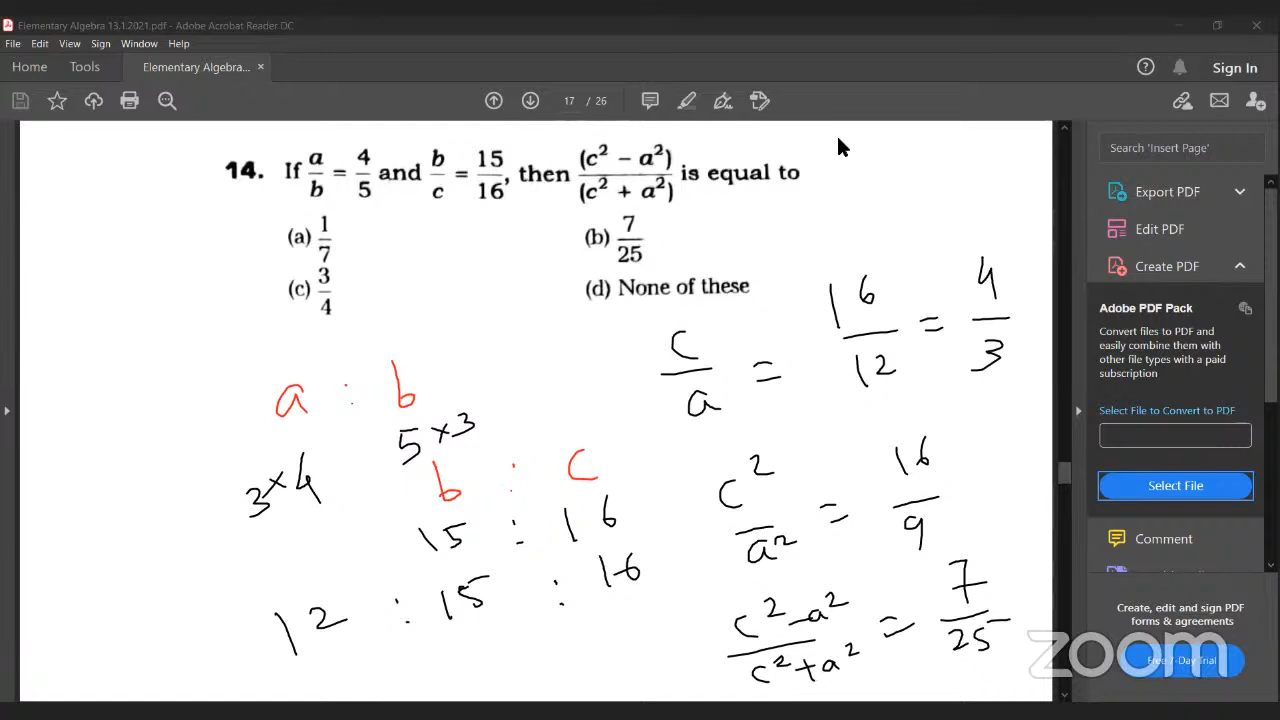 Elementary Algebra 13.1.2021.pdf - Adobe Acrobat Reader DC
File Edit View Sign Window Help
Home Tools Elementary Algebra... × Sign In
17 / 26
14. If a/b = 4/5 and b/c = 15/16, then (c² - a²)/(c² + a²) is equal to
(a) 1/7 (b) 7/25
(c) 3/4 (d) None of these
c/a = 16/12 = 4/3
a : b
3×4 5×3
b : c
15 : 16
12 : 15 : 16
c²/a² = 16/9
c²-a²/c²+a² = 7/25
Search 'Insert Page'
Export PDF
Edit PDF
Create PDF
Adobe PDF Pack
Convert files to PDF and
easily combine them with
other file types with a paid
subscription
Select File to Convert to PDF
Select File
Comment
Create, edit and sign PDF
forms & agreements
Free 7-Day Trial
zoom